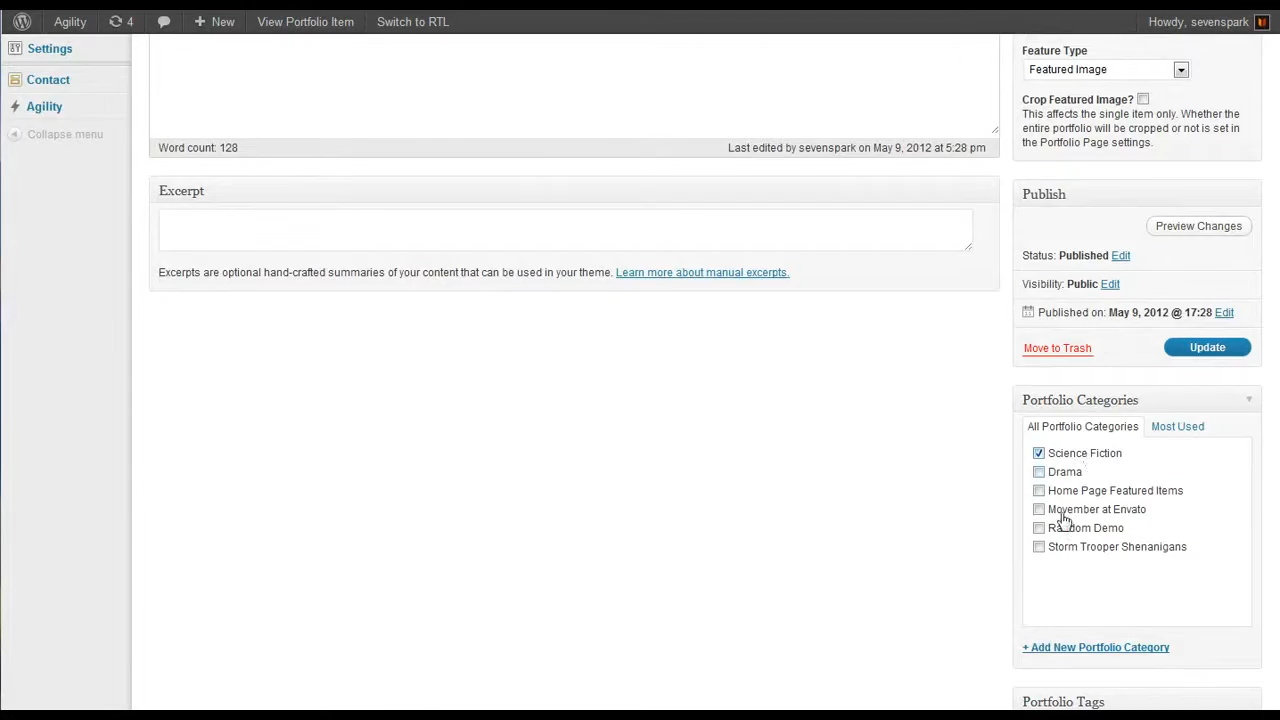 Agility 4 New View Portfolio Item Switch to RTL Howdy, sevenspark
Settings
Contact
Agility
Collapse menu
Word count: 128 Last edited by sevenspark on May 9, 2012 at 5:28 pm
Excerpt
Excerpts are optional hand-crafted summaries of your content that can be used in your theme. Learn more about manual excerpts.
Feature Type
Featured Image
Crop Featured Image?
This affects the single item only. Whether the
entire portfolio will be cropped or not is set in
the Portfolio Page settings.
Publish
Preview Changes
Status: Published Edit
Visibility: Public Edit
Published on: May 9, 2012 @ 17:28 Edit
Move to Trash Update
Portfolio Categories
All Portfolio Categories Most Used
Science Fiction
Drama
Home Page Featured Items
Movember at Envato
Random Demo
Storm Trooper Shenanigans
+ Add New Portfolio Category
Portfolio Tags